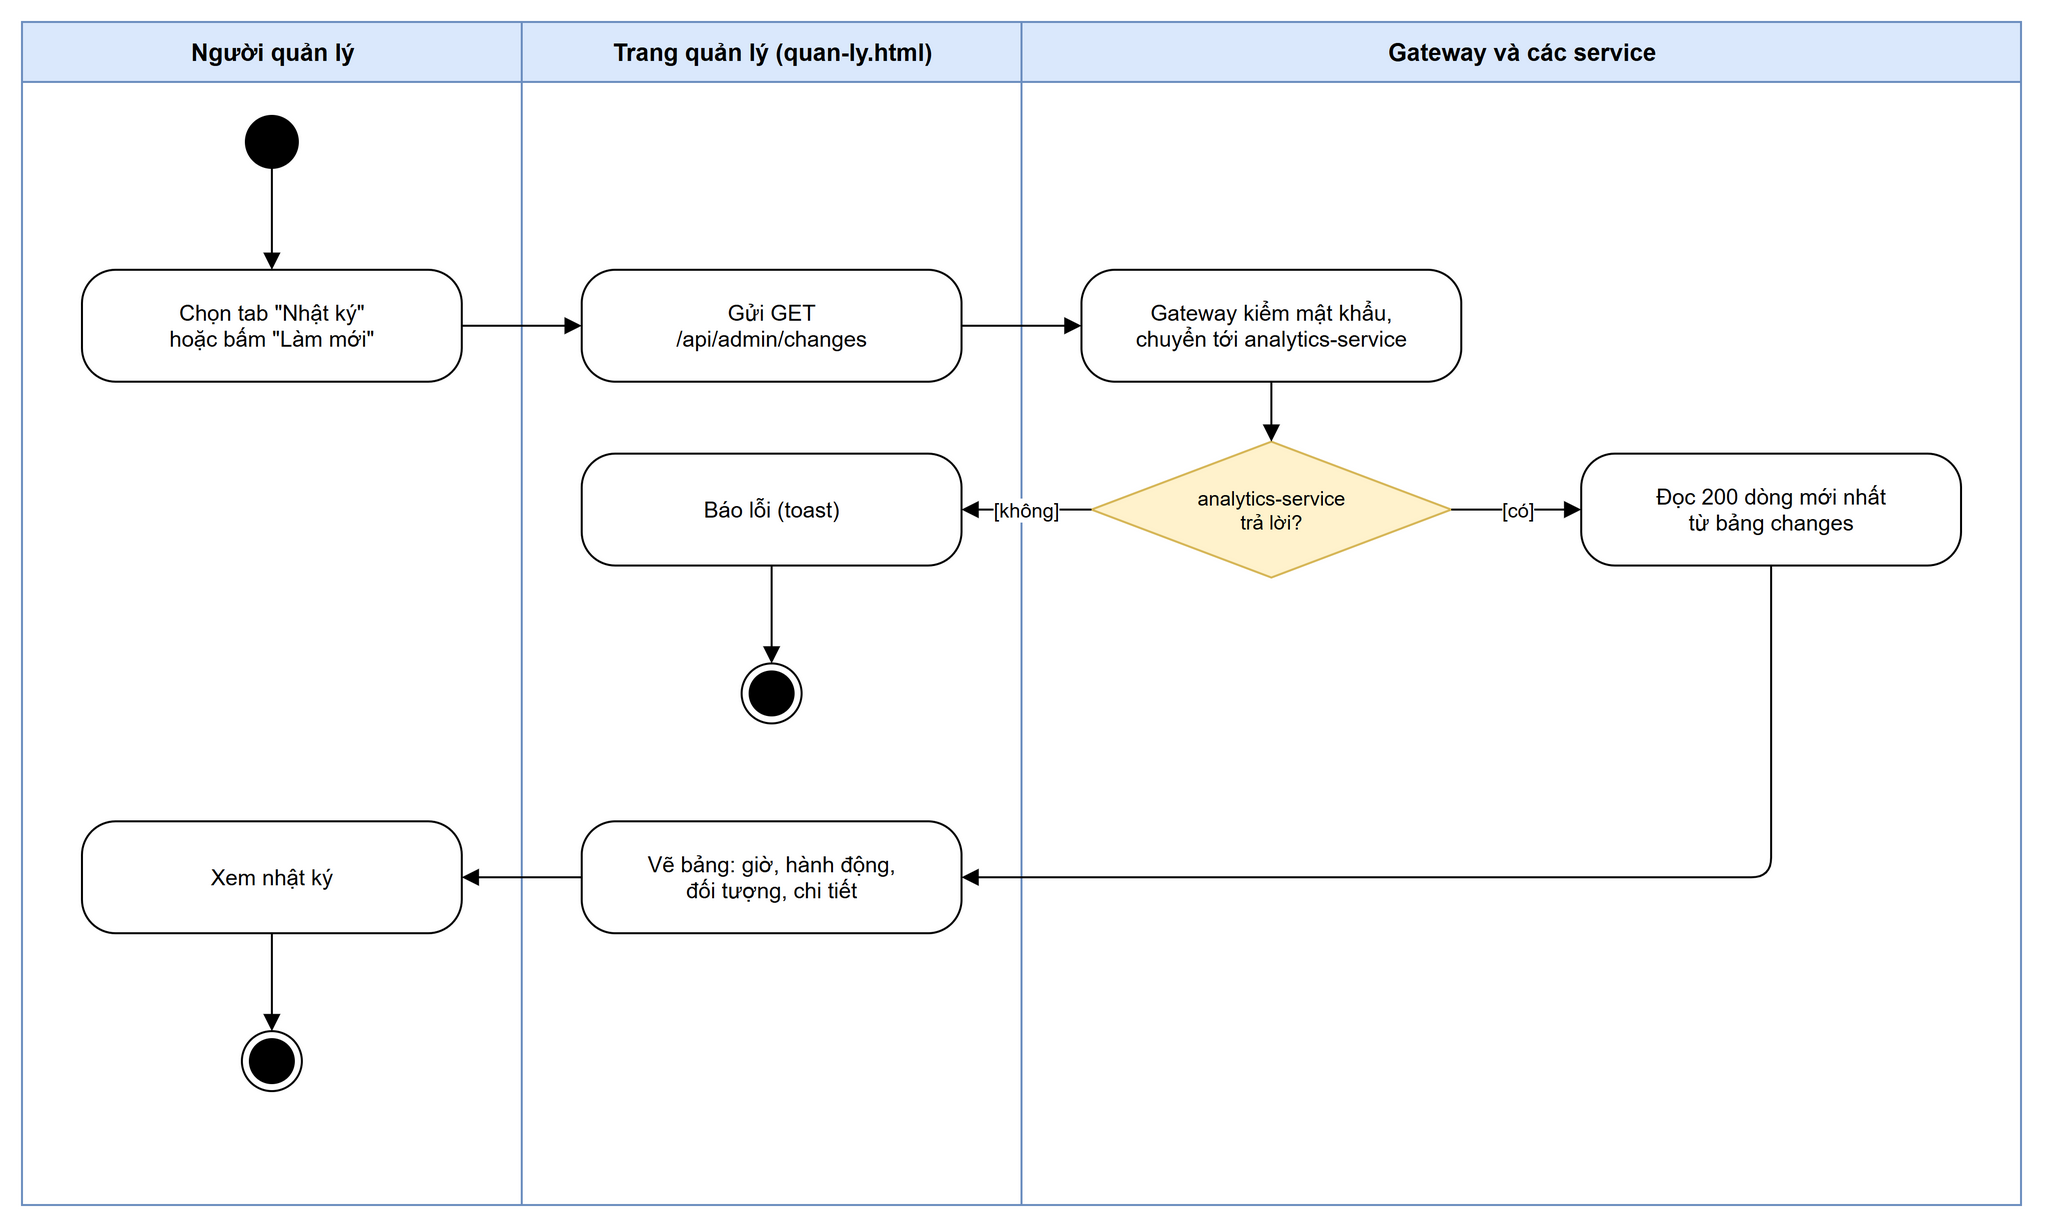 Người quản lý
Trang quản lý (quan-ly.html)
Gateway và các service
Chọn tab "Nhật ký"
hoặc bấm "Làm mới"
Gửi GET
/api/admin/changes
Gateway kiểm mật khẩu,
chuyển tới analytics-service
Báo lỗi (toast)
[không]
analytics-service
trả lời?
[có]
Đọc 200 dòng mới nhất
từ bảng changes
Xem nhật ký
Vẽ bảng: giờ, hành động,
đối tượng, chi tiết